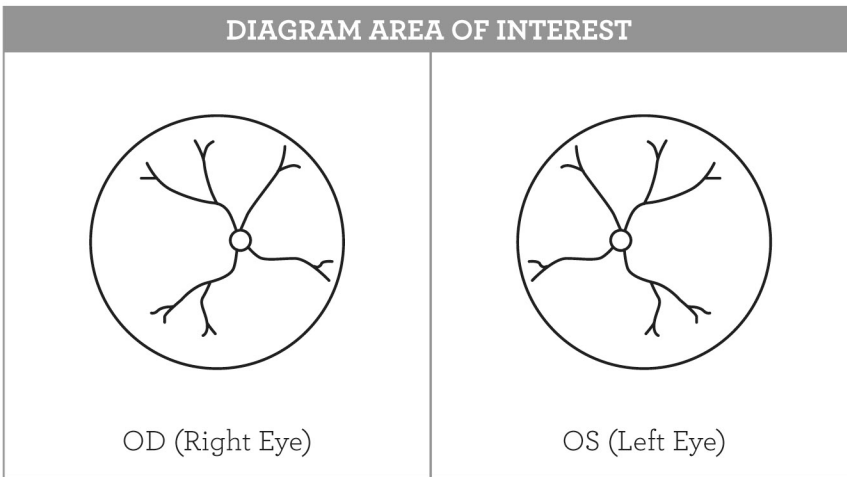 DIAGRAM AREA OF INTEREST
OD (Right Eye)
OS (Left Eye)